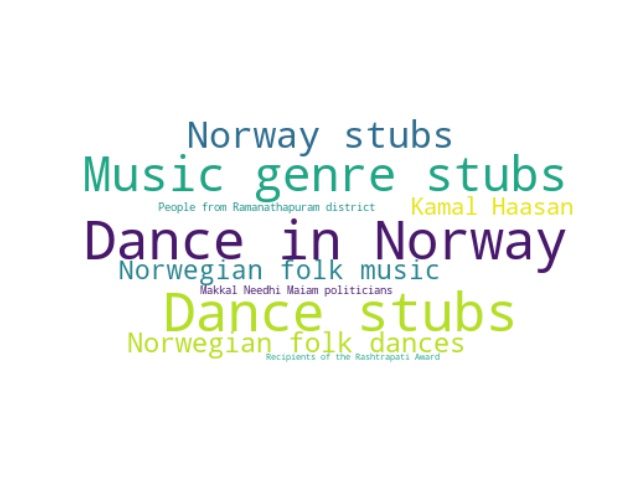 Norway stubs
Music genre stubs
People from Ramanathapuram district
Kamal Haasan
Dance in Norway
Norwegian folk music
Makkal Needhi Maiam politicians
Dance stubs
Norwegian folk dances
Recipients of the Rashtrapati Award